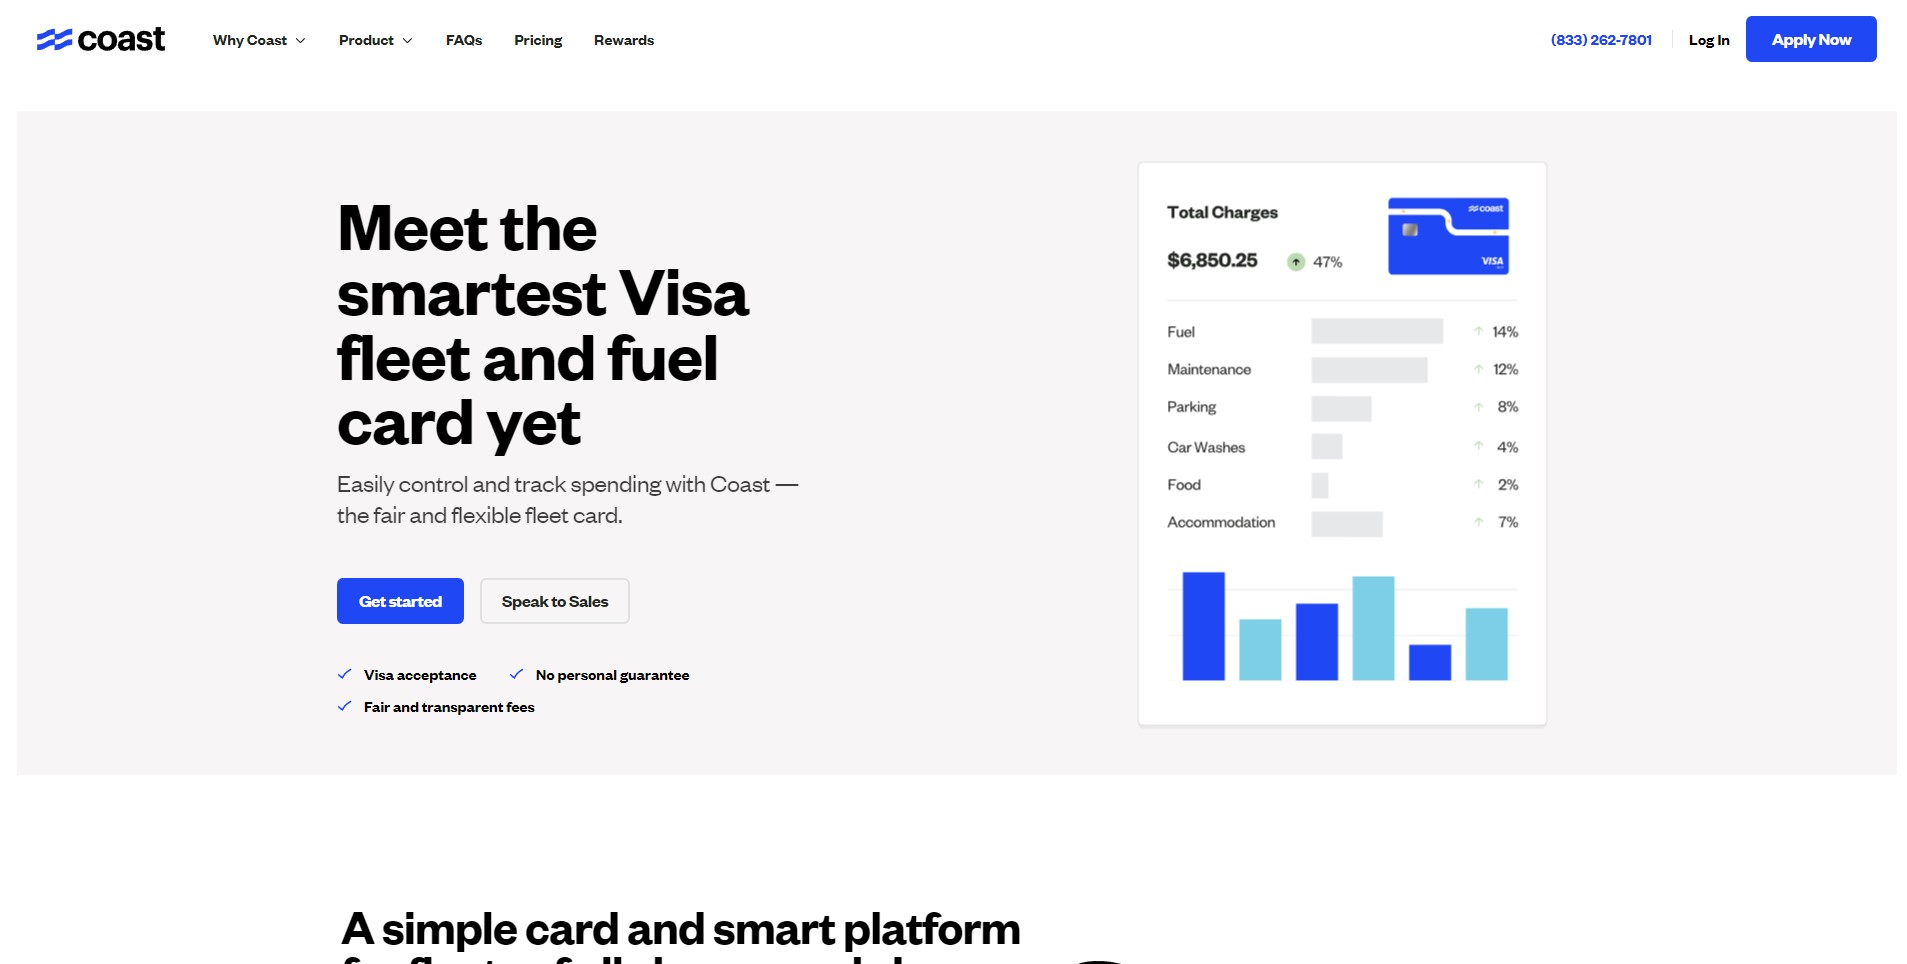 coast
Why Coast
Product
FAQs
Pricing
Rewards
(833) 262-7801
Log In
Apply Now
Meet the
smartest Visa
fleet and fuel
card yet
Easily control and track spending with Coast —
the fair and flexible fleet card.
Get started
Speak to Sales
Visa acceptance
No personal guarantee
Fair and transparent fees
Total Charges
$6,850.25
47%
coast
VISA
Fuel 14%
Maintenance 12%
Parking 8%
Car Washes 4%
Food 2%
Accommodation 7%
A simple card and smart platform